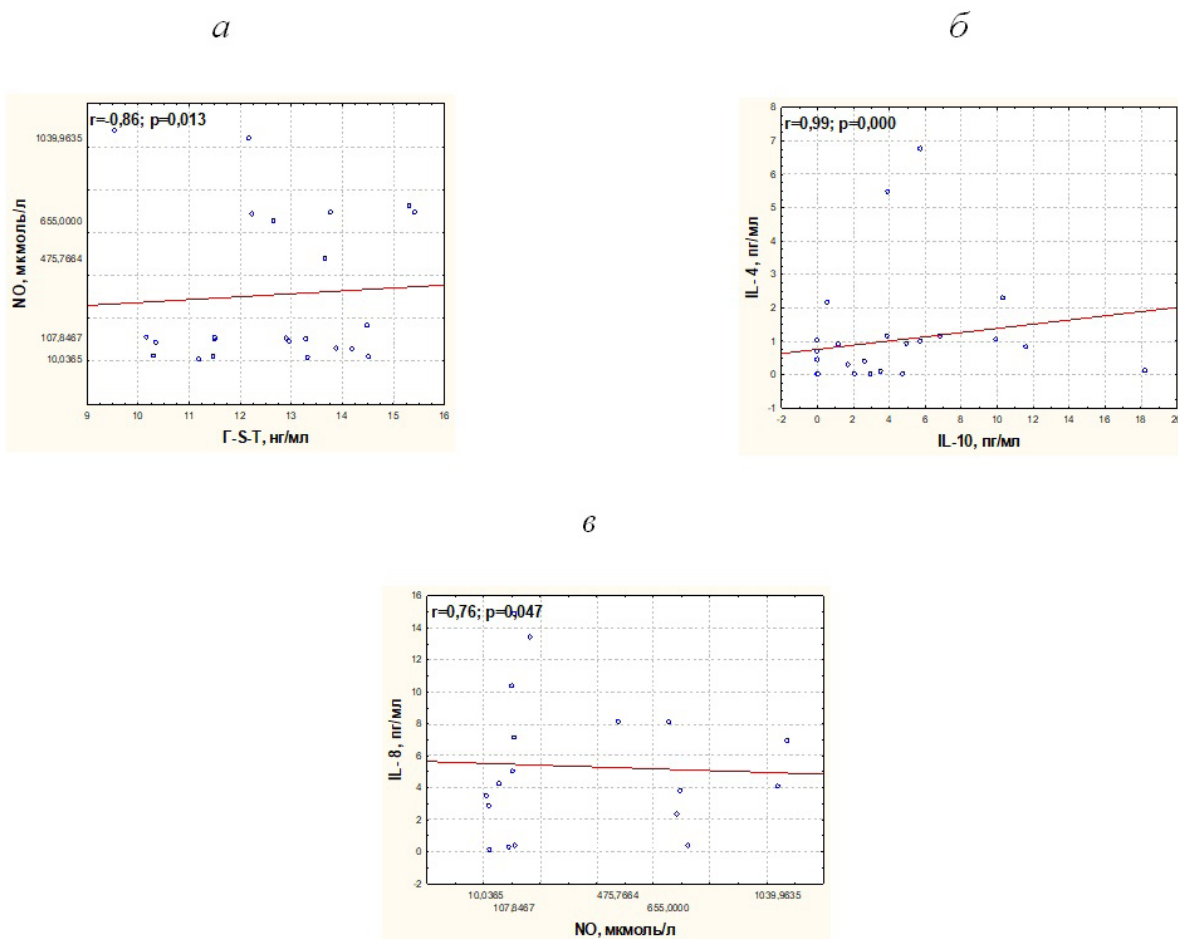 а
r=-0,86; p=0,013
NO, мкмоль/л
1039,9635
655,0000
475,7664
107,8467
10,0365
9 10 11 12 13 14 15 16
Г-S-T, нг/мл
б
r=0,99; p=0,000
IL- 4, пг/мл
8
7
6
5
4
3
2
1
0
-1
-2 0 2 4 6 8 10 12 14 16 18 20
IL-10, пг/мл
в
r=0,76; p=0,047
IL- 8, пг/мл
16
14
12
10
8
6
4
2
0
-2
10,0365 475,7664 1039,9635
107,8467 655,0000
NO, мкмоль/л